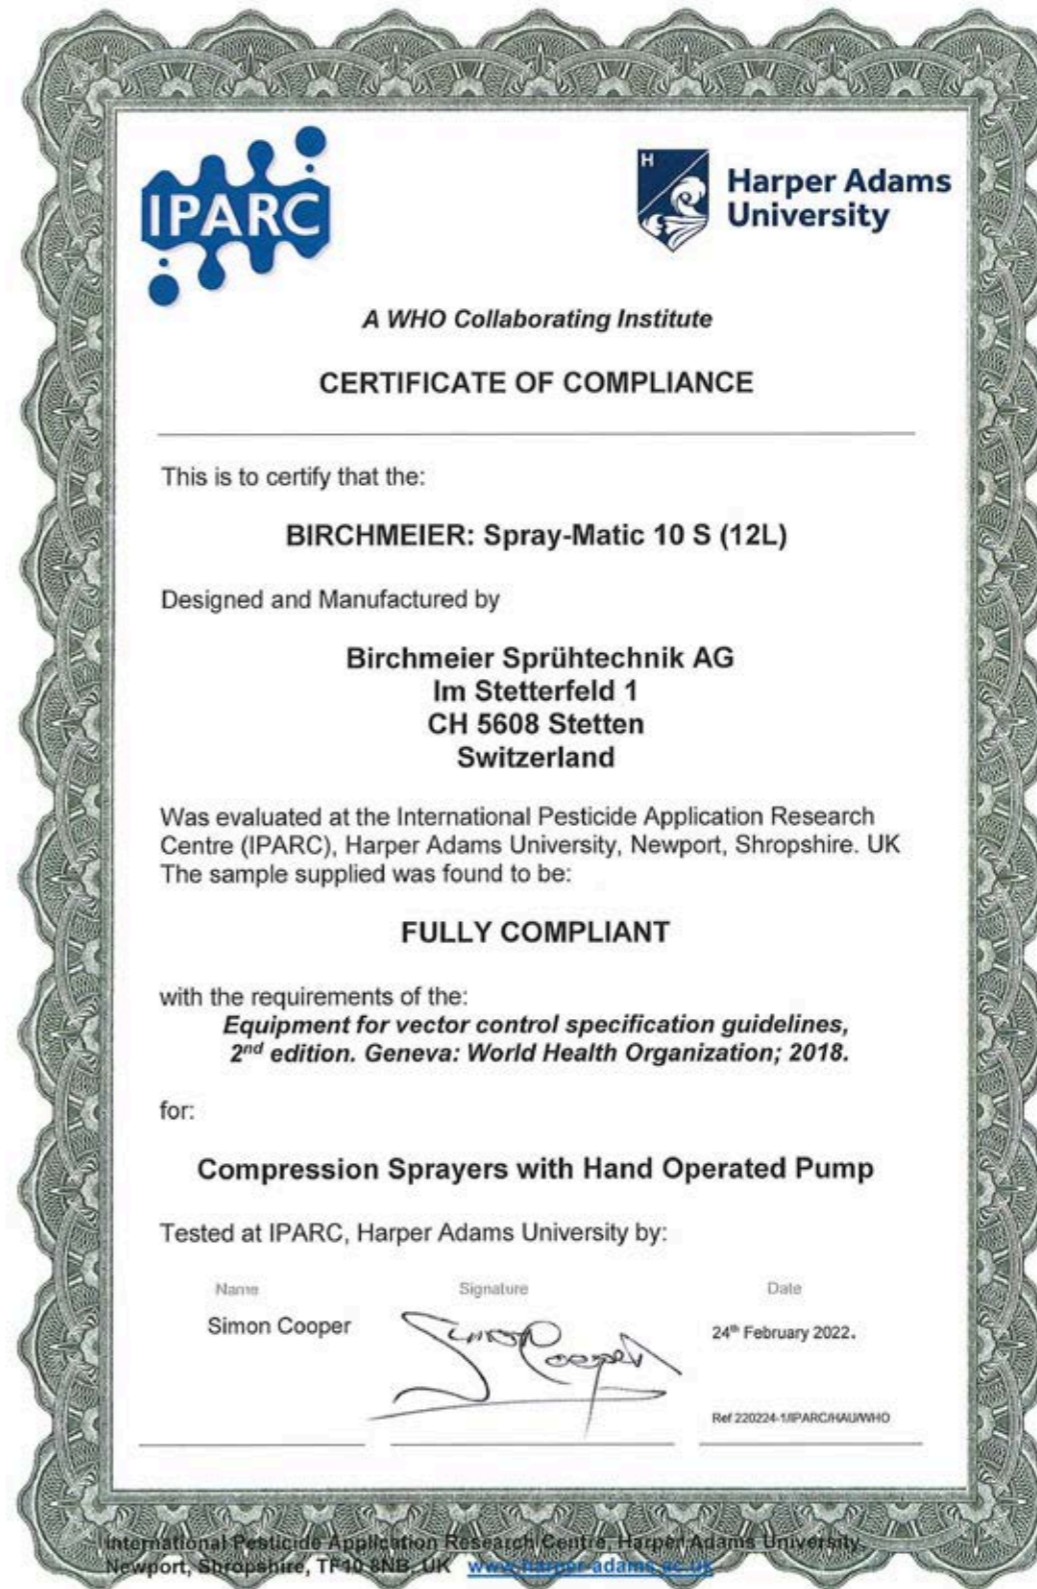 IPARC
H
Harper Adams
University
A WHO Collaborating Institute
CERTIFICATE OF COMPLIANCE
This is to certify that the:
BIRCHMEIER: Spray-Matic 10 S (12L)
Designed and Manufactured by
Birchmeier Sprühtechnik AG
Im Stetterfeld 1
CH 5608 Stetten
Switzerland
Was evaluated at the International Pesticide Application Research
Centre (IPARC), Harper Adams University, Newport, Shropshire. UK
The sample supplied was found to be:
FULLY COMPLIANT
with the requirements of the:
Equipment for vector control specification guidelines,
2nd edition. Geneva: World Health Organization; 2018.
for:
Compression Sprayers with Hand Operated Pump
Tested at IPARC, Harper Adams University by:
Name Signature Date
Simon Cooper Simon Cooper 24th February 2022.
Ref 220224-1/IPARC/HAU/WHO
International Pesticide Application Research Centre, Harper Adams University,
Newport, Shropshire, TF10 8NB, UK www.harper-adams.ac.uk